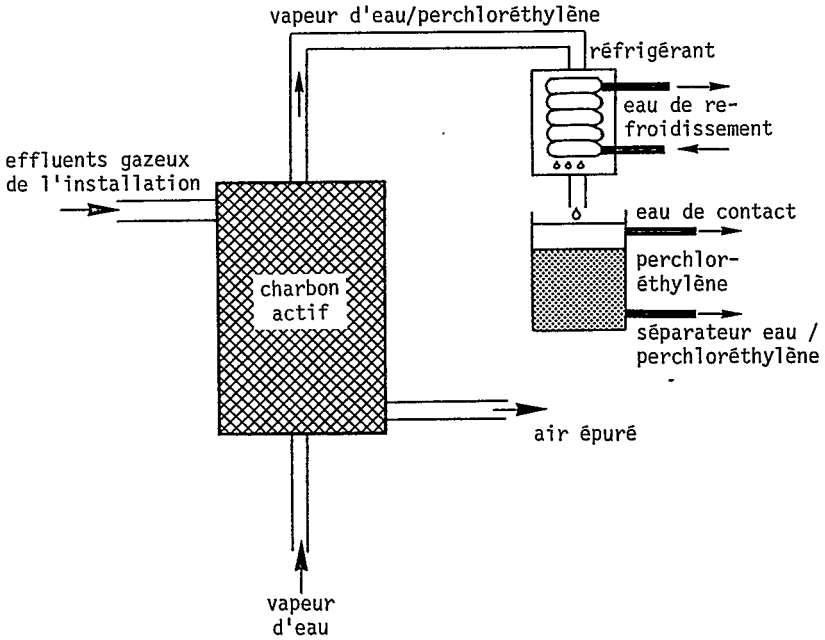 vapeur d'eau/perchloréthylène
réfrigérant
eau de re-
froidissement
effluents gazeux
de l'installation
eau de contact
perchlor-
éthylène
charbon
actif
séparateur eau /
perchloréthylène
air épuré
vapeur
d'eau